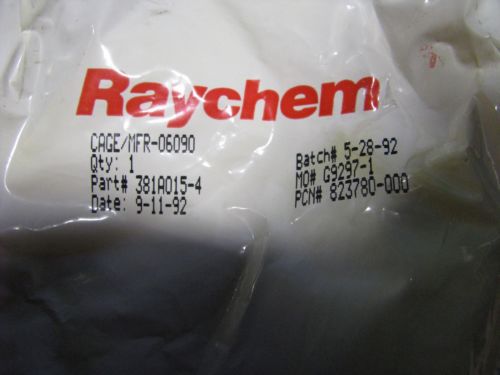 Raychem
CAGE/MFR-06090
Qty: 1
Part# 381A015-4
Date: 9-11-92
Batch# 5-28-92
MO# G9297-1
PCN# 823780-000